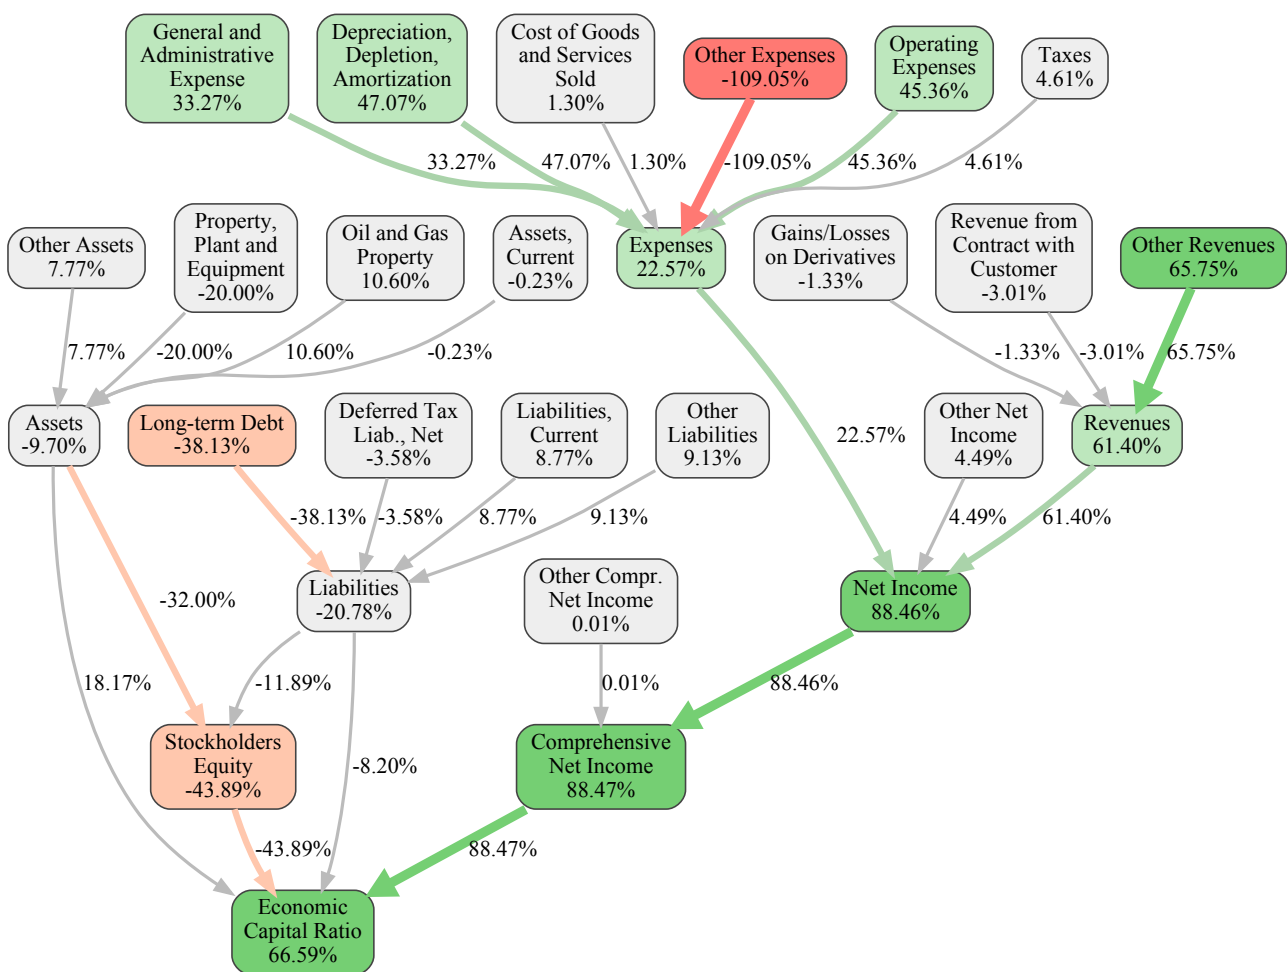 General and
Administrative
Expense
33.27%
Depreciation,
Depletion,
Amortization
47.07%
Cost of Goods
and Services
Sold
1.30%
Other Expenses
-109.05%
Operating
Expenses
45.36%
Taxes
4.61%
33.27%
47.07%
1.30%
-109.05%
45.36%
4.61%
Other Assets
7.77%
Property,
Plant and
Equipment
-20.00%
Oil and Gas
Property
10.60%
Assets,
Current
-0.23%
Expenses
22.57%
Gains/Losses
on Derivatives
-1.33%
Revenue from
Contract with
Customer
-3.01%
Other Revenues
65.75%
7.77%
-20.00%
10.60%
-0.23%
-1.33%
-3.01%
65.75%
Assets
-9.70%
Long-term Debt
-38.13%
Deferred Tax
Liab., Net
-3.58%
Liabilities,
Current
8.77%
Other
Liabilities
9.13%
22.57%
Other Net
Income
4.49%
Revenues
61.40%
-38.13%
-3.58%
8.77%
9.13%
4.49%
61.40%
-32.00%
Liabilities
-20.78%
Other Compr.
Net Income
0.01%
Net Income
88.46%
18.17%
-11.89%
0.01%
88.46%
Stockholders
Equity
-43.89%
-8.20%
Comprehensive
Net Income
88.47%
-43.89%
88.47%
Economic
Capital Ratio
66.59%